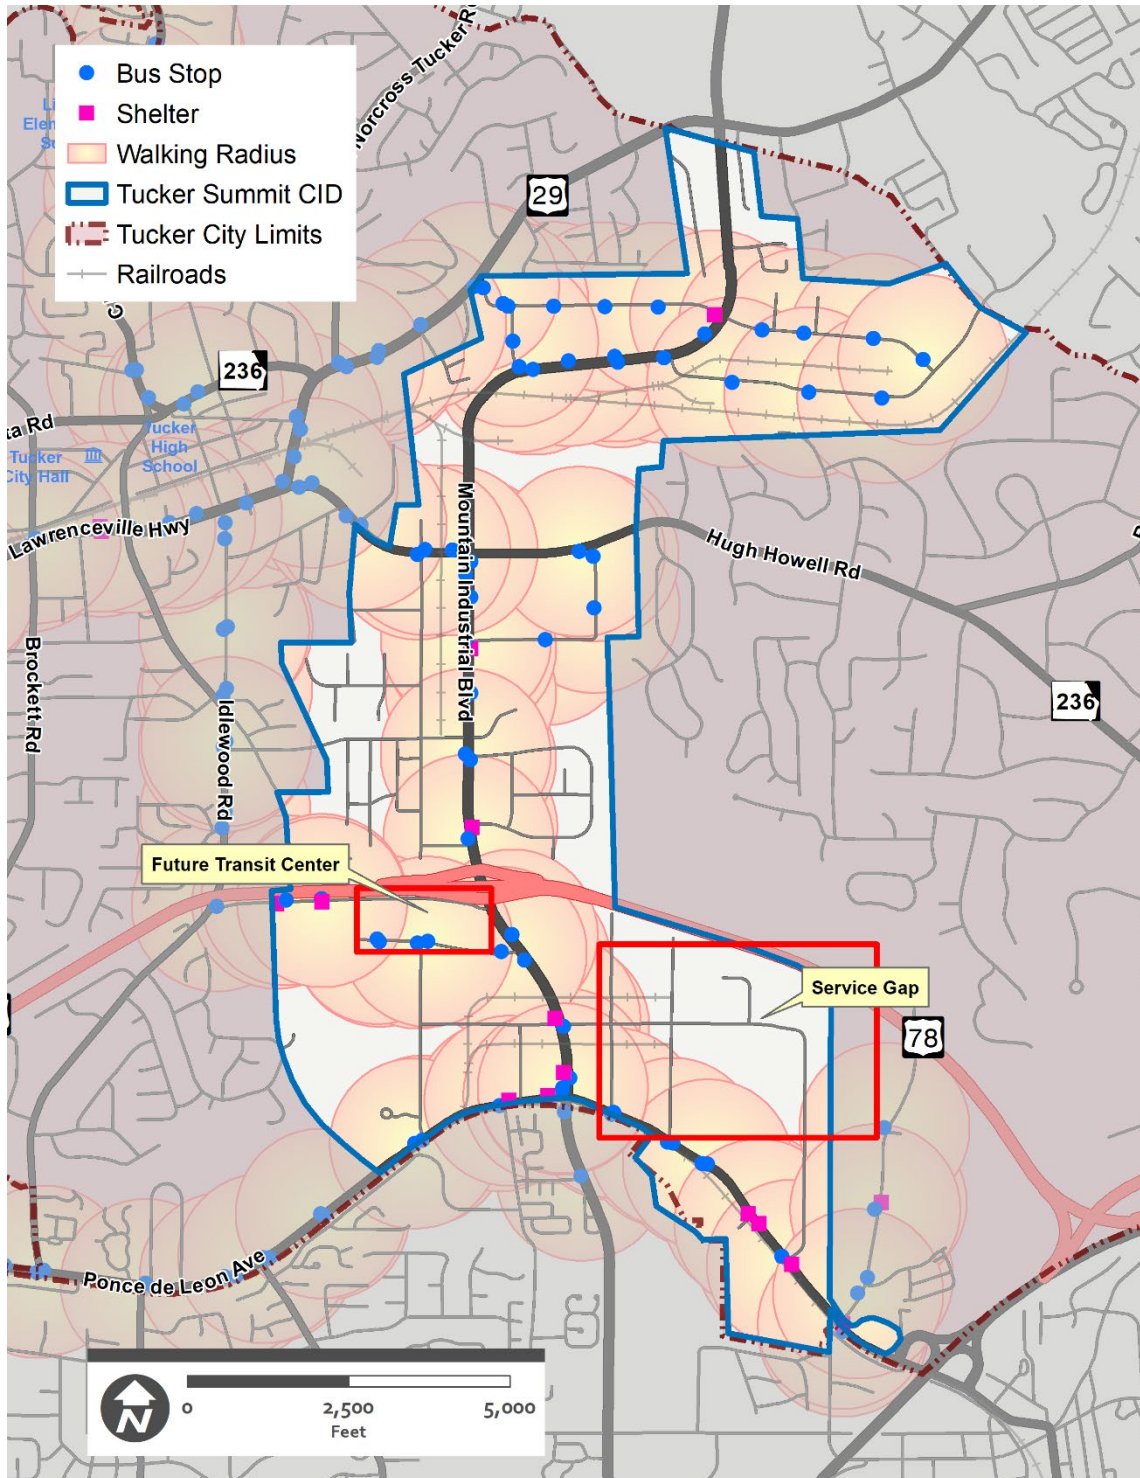 Bus Stop
Shelter
Walking Radius
Tucker Summit CID
Tucker City Limits
Railroads
Norcross Tucker Rd
29
236
Tucker
High
School
Tucker
City Hall
Lawrenceville Hwy
Mountain Industrial Blvd
Hugh Howell Rd
Brockett Rd
Idlewood Rd
236
Future Transit Center
Service Gap
78
Ponce de Leon Ave
N
0
2,500
5,000
Feet